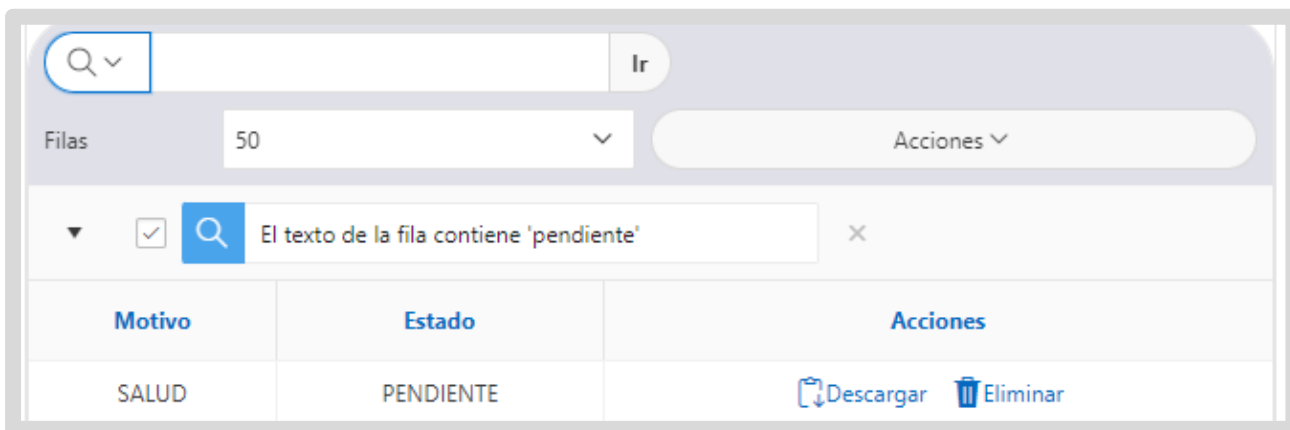 Ir
Filas 50 Acciones
El texto de la fila contiene 'pendiente'
Motivo Estado Acciones
SALUD PENDIENTE Descargar Eliminar